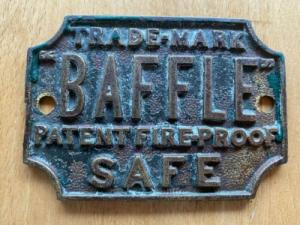 TRADE-MARK
"BAFFLE"
PATENT FIRE-PROOF
SAFE